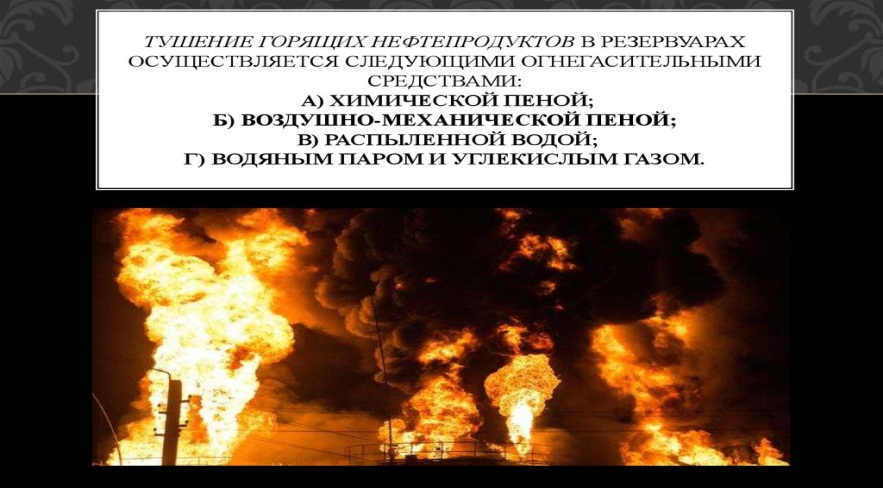 ТУШЕНИЕ ГОРЯЩИХ НЕФТЕПРОДУКТОВ В РЕЗЕРВУАРАХ
ОСУЩЕСТВЛЯЕТСЯ СЛЕДУЮЩИМИ ОГНЕГАСИТЕЛЬНЫМИ
СРЕДСТВАМИ:
А) ХИМИЧЕСКОЙ ПЕНОЙ;
Б) ВОЗДУШНО-МЕХАНИЧЕСКОЙ ПЕНОЙ;
В) РАСПЫЛЕННОЙ ВОДОЙ;
Г) ВОДЯНЫМ ПАРОМ И УГЛЕКИСЛЫМ ГАЗОМ.